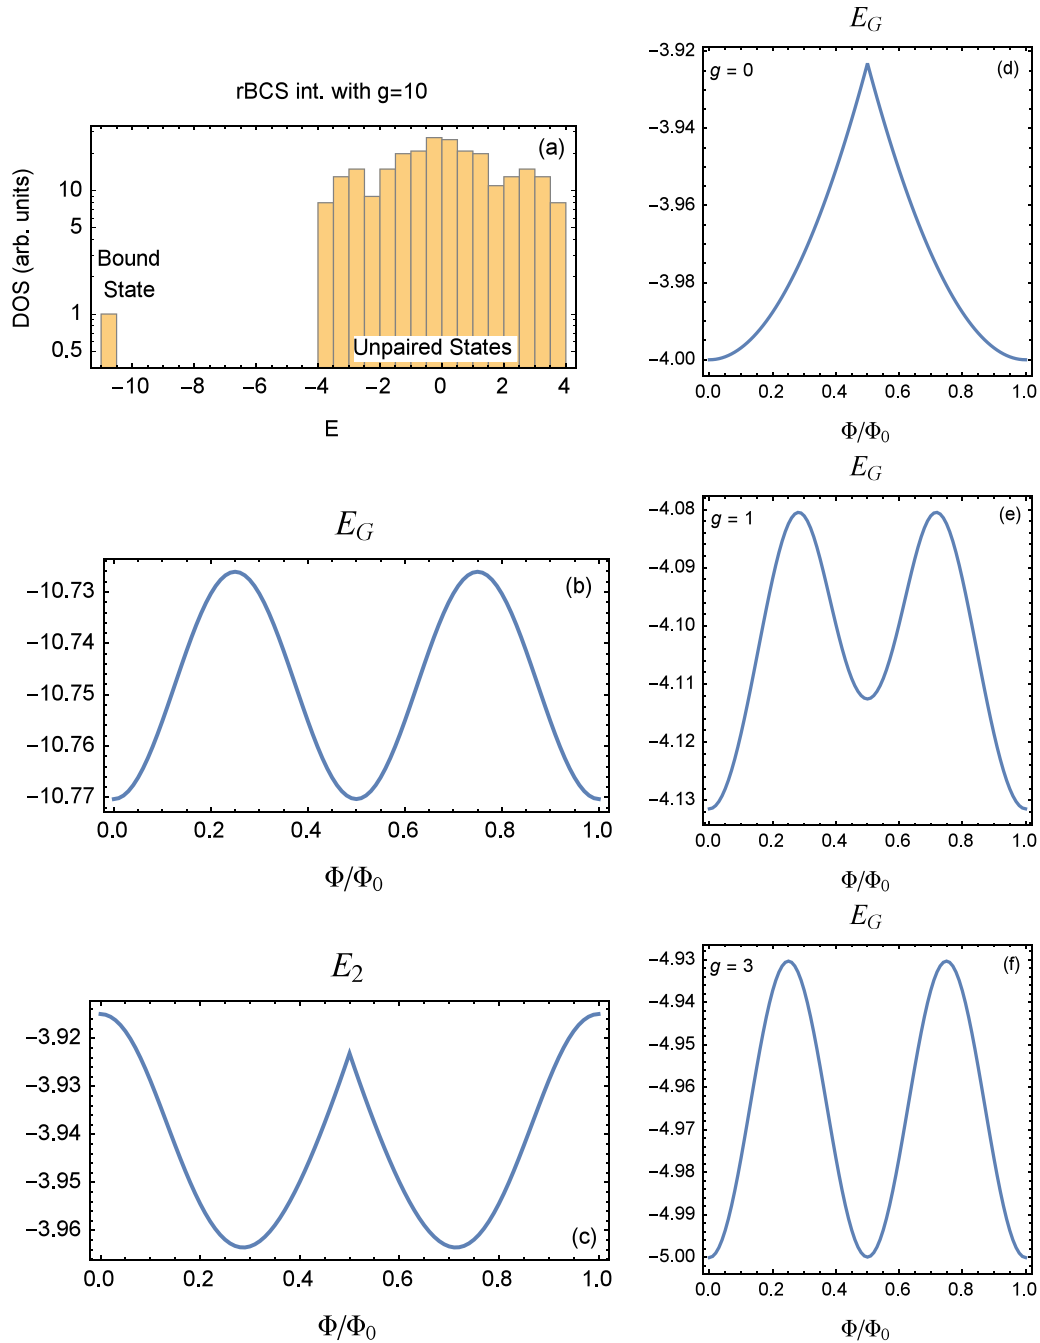 rBCS int. with g=10
(a)
DOS (arb. units)
10
5
1
0.5
Bound
State
Unpaired States
−10
−8
−6
−4
−2
0
2
4
E
E_G
(b)
−10.73
−10.74
−10.75
−10.76
−10.77
0.0
0.2
0.4
0.6
0.8
1.0
Φ/Φ₀
E₂
(c)
−3.92
−3.93
−3.94
−3.95
−3.96
0.0
0.2
0.4
0.6
0.8
1.0
Φ/Φ₀
E_G
g = 0
(d)
−3.92
−3.94
−3.96
−3.98
−4.00
0.0
0.2
0.4
0.6
0.8
1.0
Φ/Φ₀
E_G
g = 1
(e)
−4.08
−4.09
−4.10
−4.11
−4.12
−4.13
0.0
0.2
0.4
0.6
0.8
1.0
Φ/Φ₀
E_G
g = 3
(f)
−4.93
−4.94
−4.95
−4.96
−4.97
−4.98
−4.99
−5.00
0.0
0.2
0.4
0.6
0.8
1.0
Φ/Φ₀